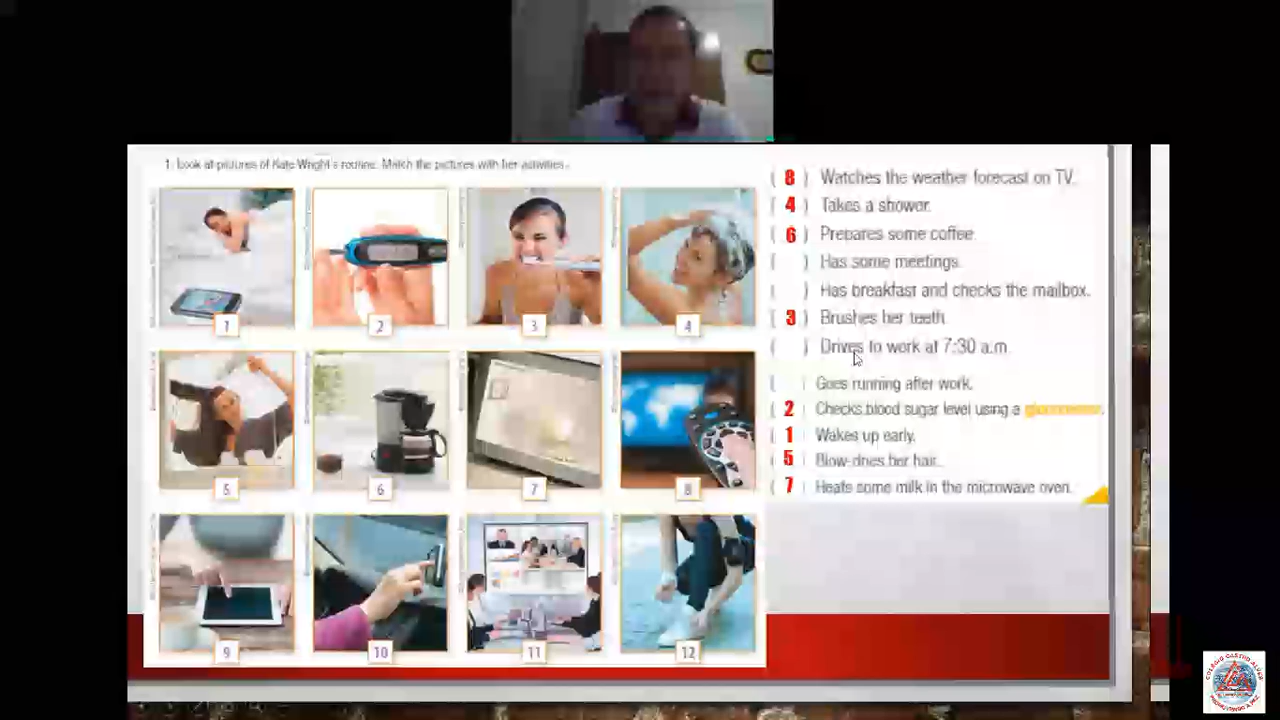 1. Look at pictures of Kate Wright's routine. Match the pictures with her activities.
1
2
3
4
5
6
7
8
9
10
11
12
( 8 ) Watches the weather forecast on TV.
( 4 ) Takes a shower.
( 6 ) Prepares some coffee.
( ) Has some meetings.
( ) Has breakfast and checks the mailbox.
( 3 ) Brushes her teeth.
( ) Drives to work at 7:30 a.m.
( ) Goes running after work.
( 2 ) Checks blood sugar level using a glucometer.
( 1 ) Wakes up early.
( 5 ) Blow-dries her hair.
( 7 ) Heats some milk in the microwave oven.
COLÉGIO CASTRO ALVES